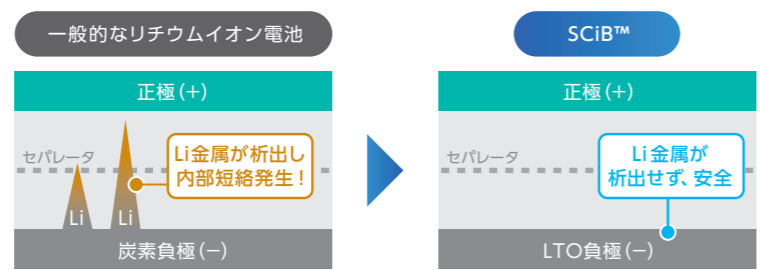 一般的なリチウムイオン電池
SCiB™
正極(+)
セパレータ
Li金属が析出し
内部短絡発生!
Li
Li
炭素負極(−)
正極(+)
セパレータ
Li金属が
析出せず、安全
LTO負極(−)